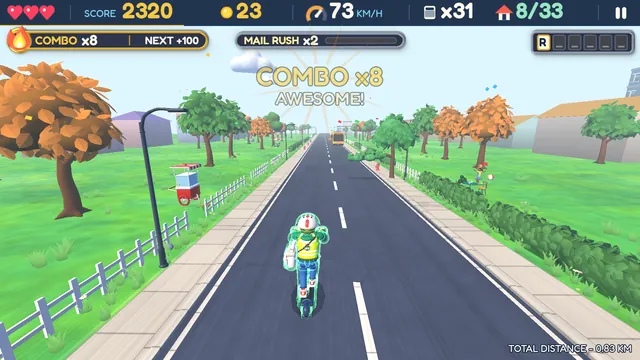 SCORE 2320 23 73 KM/H x31 8/33
COMBO x8 NEXT +100 MAIL RUSH x2 R
COMBO x8
AWESOME!
TOTAL DISTANCE - 0,83 KM